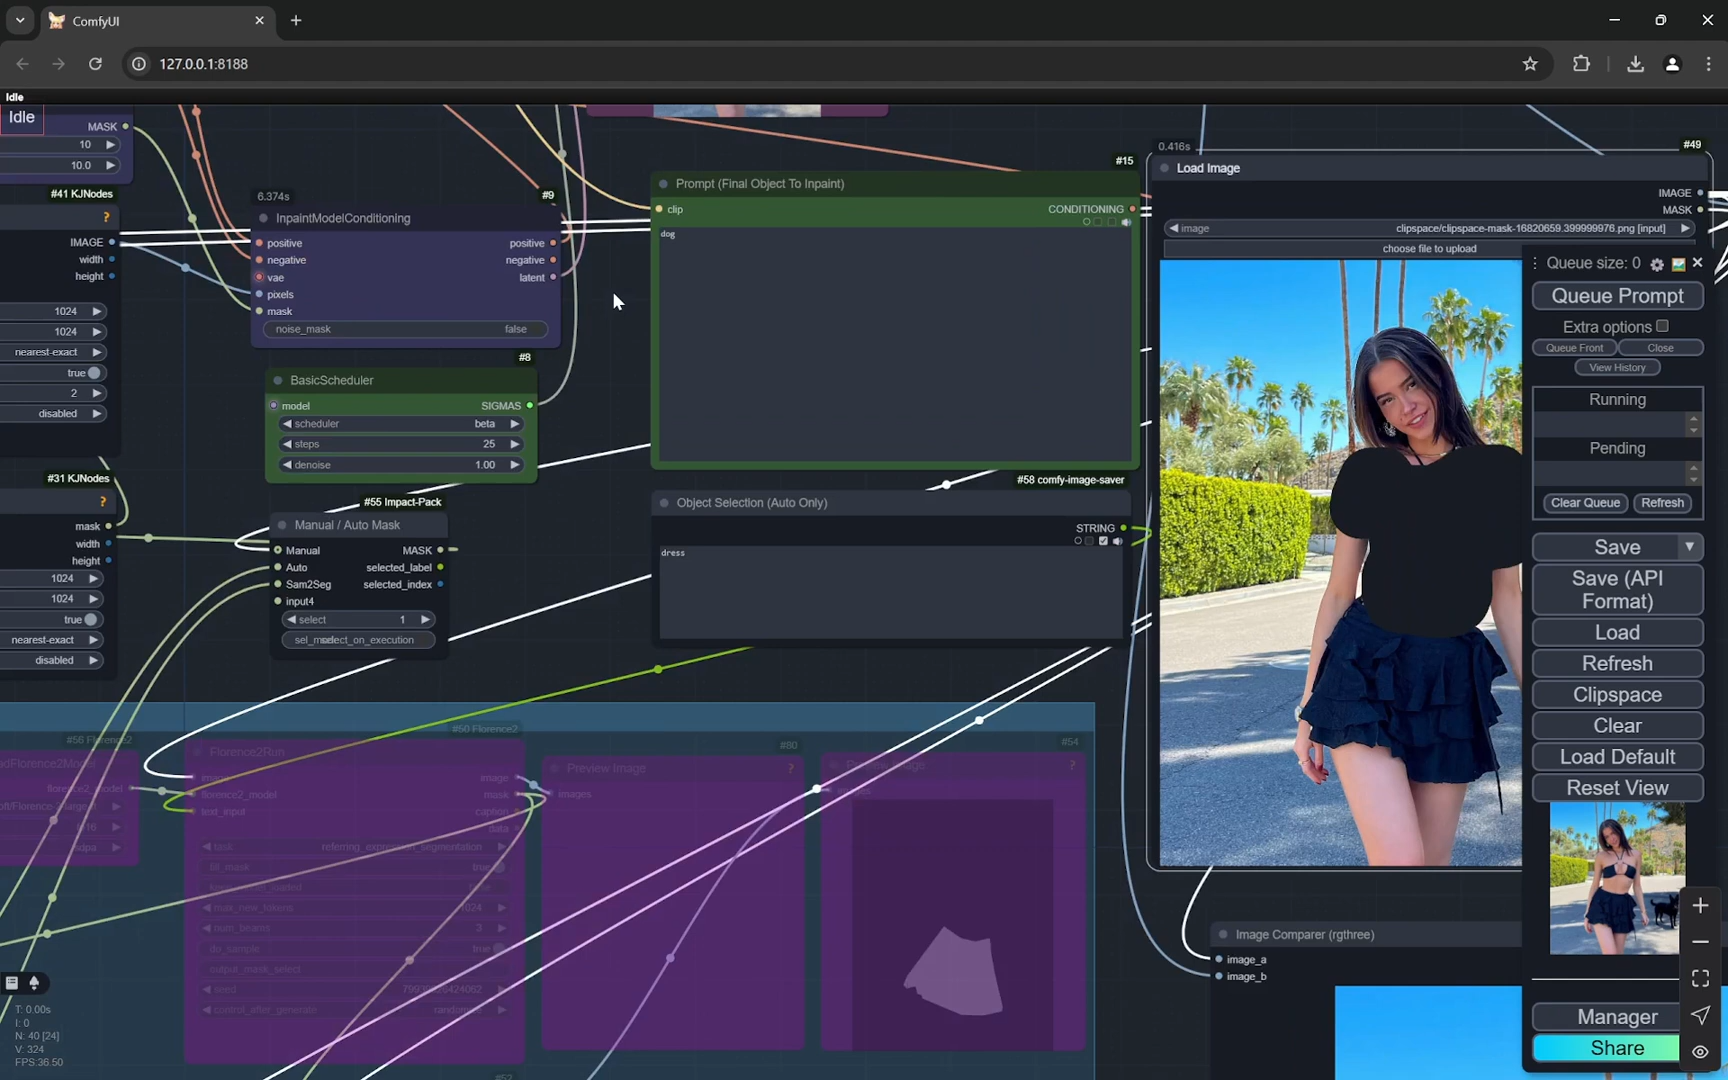 ComfyUI
127.0.0.1:8188
Idle
Idle
MASK
10
10.0
#41 KJNodes
?
IMAGE
width
height
1024
1024
nearest-exact
true
2
disabled
#31 KJNodes
?
mask
width
height
1024
1024
true
nearest-exact
disabled
6.374s
#9
InpaintModelConditioning
positive positive
negative negative
vae latent
pixels
mask
noise_mask false
#8
BasicScheduler
model SIGMAS
scheduler beta
steps 25
denoise 1.00
#55 Impact-Pack
Manual / Auto Mask
Manual MASK
Auto selected_label
Sam2Seg selected_index
input4
select 1
select_on_execution
#15
Prompt (Final Object To Inpaint)
clip CONDITIONING
dog
#58 comfy-image-saver
Object Selection (Auto Only)
STRING
dress
0.416s
#49
Load Image
IMAGE
MASK
image clipspace/clipspace-mask-16820659.399999976.png [input]
choose file to upload
Queue size: 0
Queue Prompt
Extra options
Queue Front Close
View History
Running
Pending
Clear Queue Refresh
Save
Save (API
Format)
Load
Refresh
Clipspace
Clear
Load Default
Reset View
Manager
Share
Image Comparer (rgthree)
image_a
image_b
#56 Florence2
adFlorence2Model
florence2_model
#50 Florence2
Florence2Run
image image
florence2_model mask
text_input caption
data
task referring_expression_segmentation
fill_mask true
max_new_tokens 1024
num_beams 3
do_sample true
output_mask_select
seed
control_after_generate
#80
Preview Image ?
images
#54
Preview Image ?
#52
T: 0.00s
I: 0
N: 40 [24]
V: 324
FPS:36.50